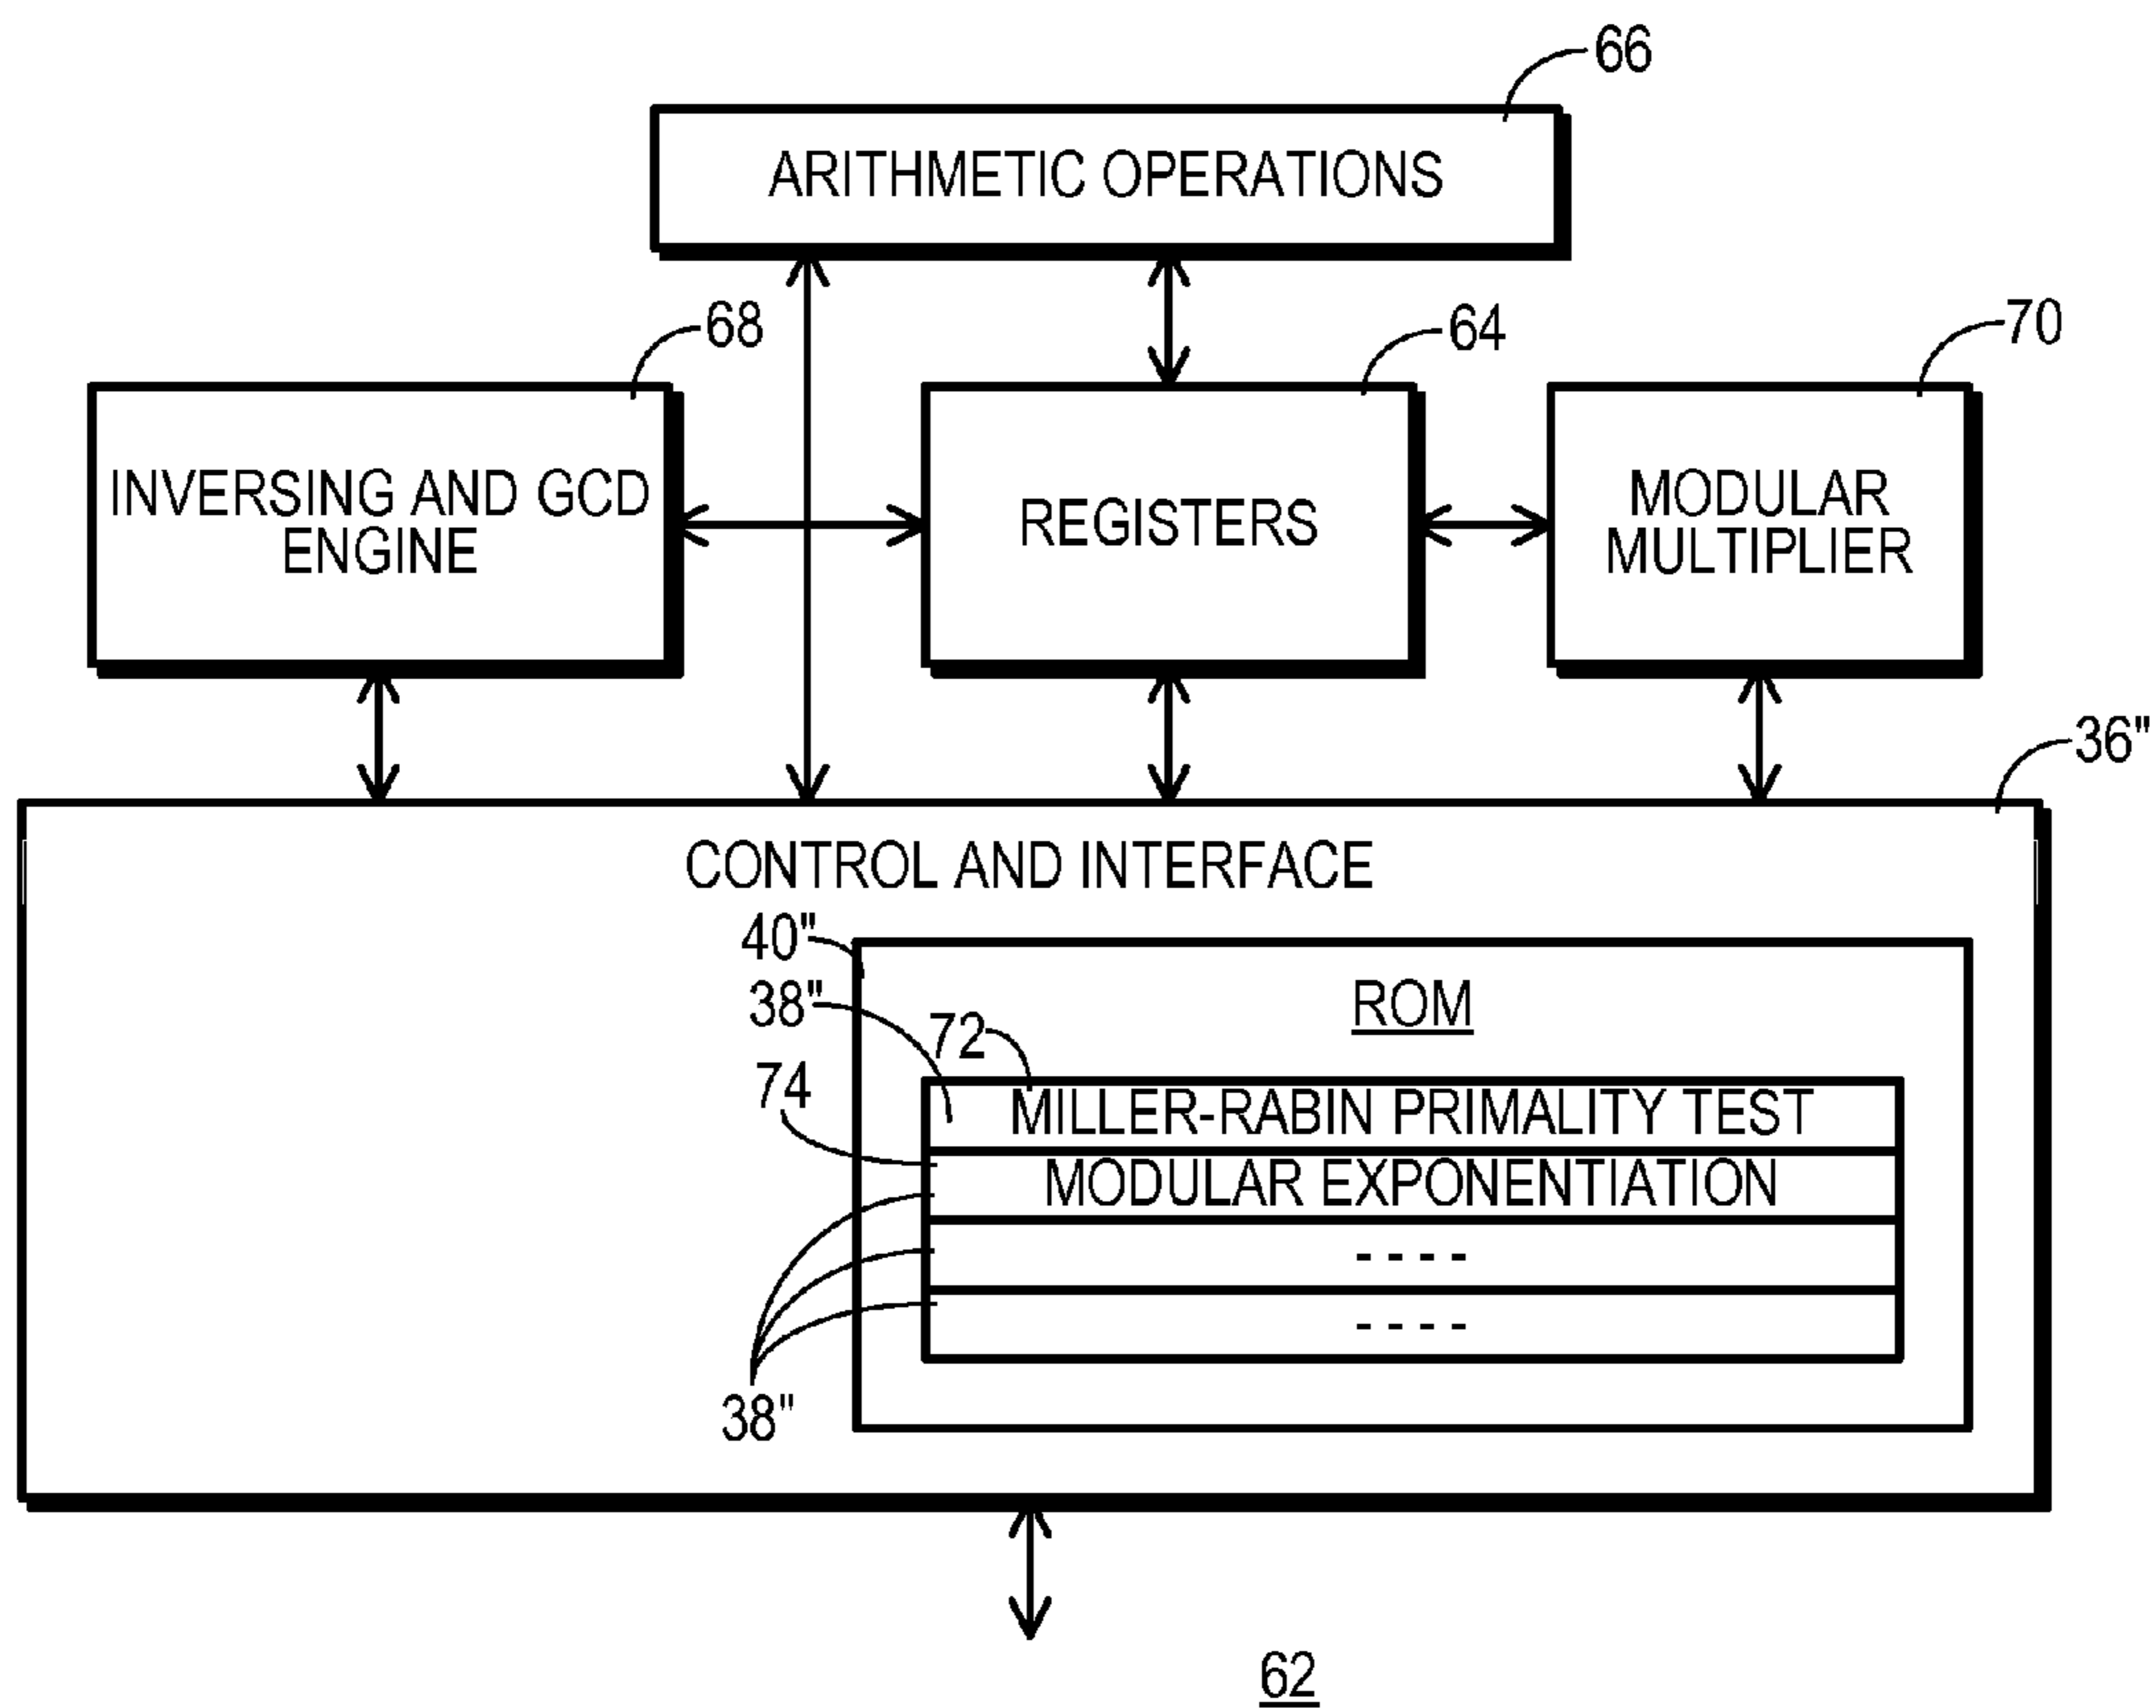 66
ARITHMETIC OPERATIONS
68
64
70
INVERSING AND GCD
ENGINE
REGISTERS
MODULAR
MULTIPLIER
36"
CONTROL AND INTERFACE
40"
ROM
38"
72
74
MILLER-RABIN PRIMALITY TEST
MODULAR EXPONENTIATION
- - - -
- - - -
38"
62